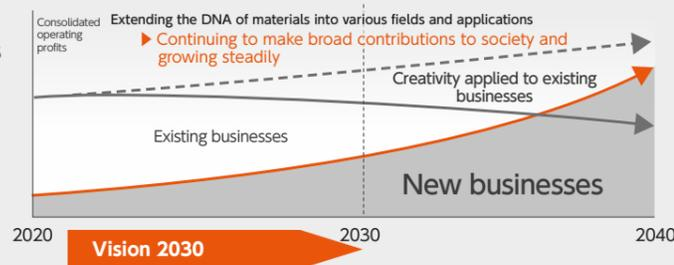 Consolidated
operating
profits
Extending the DNA of materials into various fields and applications
Continuing to make broad contributions to society and
growing steadily
Creativity applied to existing
businesses
Existing businesses
New businesses
2020
2030
2040
Vision 2030